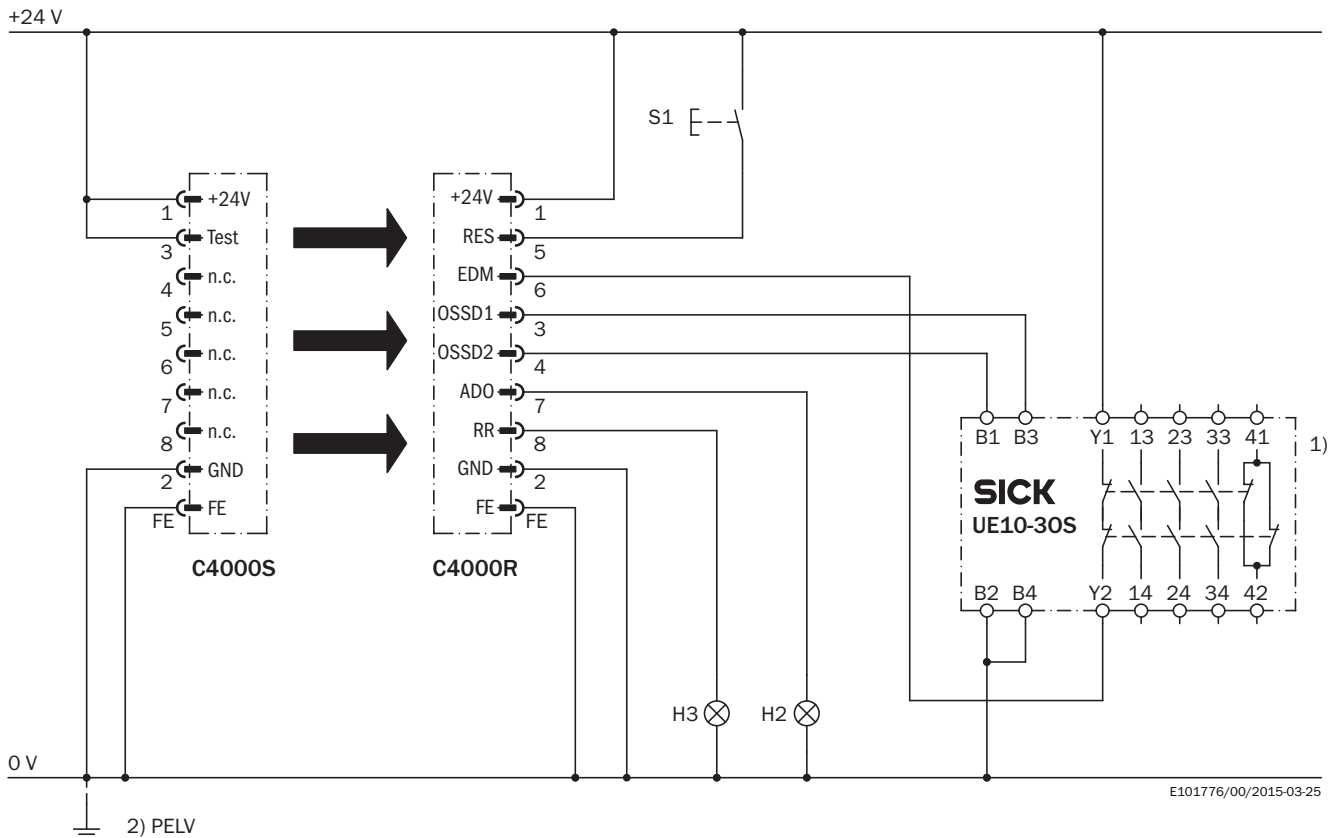 +24 V
S1
+24V
1
Test
3
n.c.
4
n.c.
5
n.c.
6
n.c.
7
n.c.
8
GND
2
FE
FE
C4000S
+24V
1
RES
5
EDM
6
OSSD1
3
OSSD2
4
ADO
7
RR
8
GND
2
FE
FE
C4000R
B1 B3 Y1 13 23 33 41
1)
SICK
UE10-30S
B2 B4 Y2 14 24 34 42
H3
H2
0 V
E101776/00/2015-03-25
2) PELV